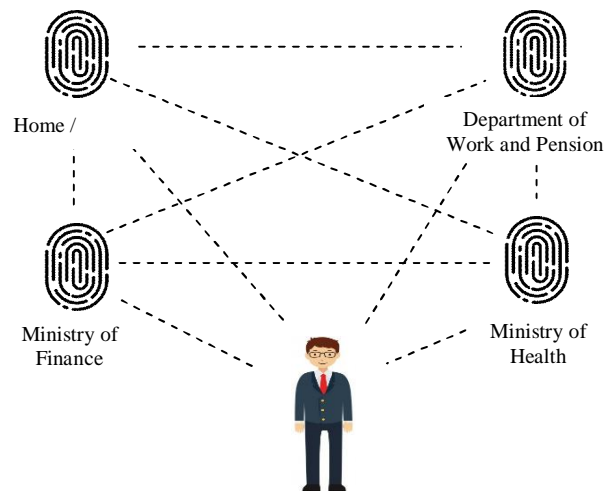 Home /
Department of
Work and Pension
Ministry of
Finance
Ministry of
Health